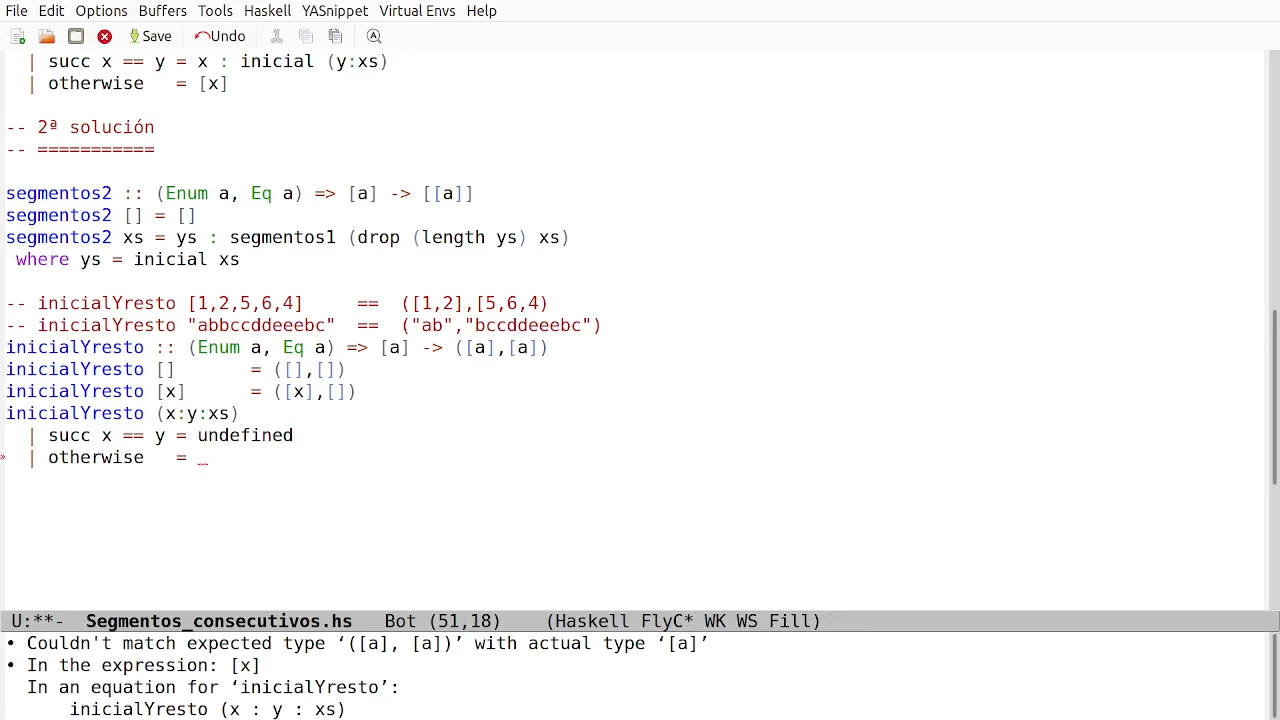 File Edit Options Buffers Tools Haskell YASnippet Virtual Envs Help
Save Undo
| succ x == y = x : inicial (y:xs)
| otherwise   = [x]
-- 2ª solución
-- ===========
segmentos2 :: (Enum a, Eq a) => [a] -> [[a]]
segmentos2 [] = []
segmentos2 xs = ys : segmentos1 (drop (length ys) xs)
where ys = inicial xs
-- inicialYresto [1,2,5,6,4]     ==  ([1,2],[5,6,4)
-- inicialYresto "abbccddeeebc"  ==  ("ab","bccddeeebc")
inicialYresto :: (Enum a, Eq a) => [a] -> ([a],[a])
inicialYresto []       = ([],[])
inicialYresto [x]      = ([x],[])
inicialYresto (x:y:xs)
| succ x == y = undefined
» | otherwise   = _
U:**-  Segmentos_consecutivos.hs   Bot (51,18)    (Haskell FlyC* WK WS Fill)
• Couldn't match expected type ‘([a], [a])’ with actual type ‘[a]’
• In the expression: [x]
In an equation for ‘inicialYresto’:
inicialYresto (x : y : xs)